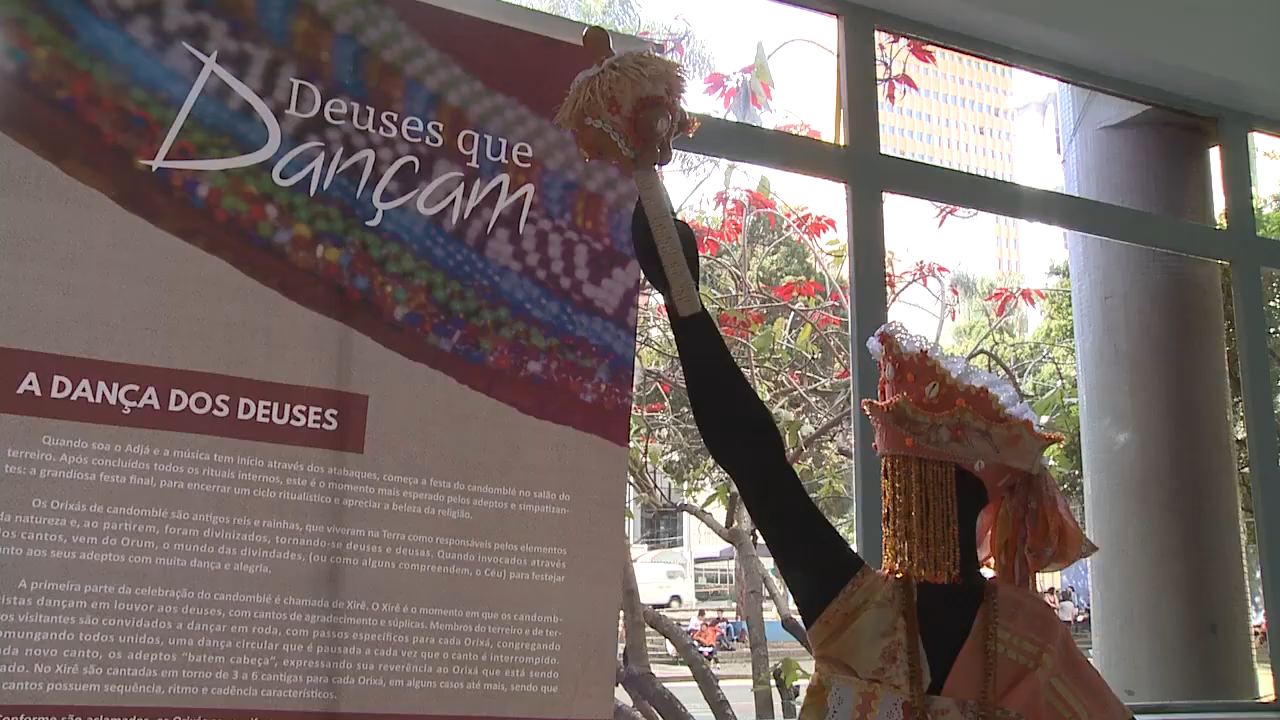 Deuses que
Dançam
A DANÇA DOS DEUSES
Quando soa o Adjá e a música tem início através dos atabaques, começa a festa do candomblé no salão do
terreiro. Após concluídos todos os rituais internos, este é o momento mais esperado pelos adeptos e simpatizan-
tes: a grandiosa festa final, para encerrar um ciclo ritualístico e apreciar a beleza da religião.
Os Orixás de candomblé são antigos reis e rainhas, que viveram na Terra como responsáveis pelos elementos
da natureza e, ao partirem, foram divinizados, tornando-se deuses e deusas. Quando invocados através
dos cantos, vem do Orum, o mundo das divindades, (ou como alguns compreendem, o Céu) para festejar
junto aos seus adeptos com muita dança e alegria.
A primeira parte da celebração do candomblé é chamada de Xirê. O Xirê é o momento em que os candomb-
listas dançam em louvor aos deuses, com cantos de agradecimento e súplicas. Membros do terreiro e de ter-
os visitantes são convidados a dançar em roda, com passos específicos para cada Orixá, congregando
omungando todos unidos, uma dança circular que é pausada a cada vez que o canto é interrompido.
ada novo canto, os adeptos "batem cabeça", expressando sua reverência ao Orixá que está sendo
ado. No Xirê são cantadas em torno de 3 a 6 cantigas para cada Orixá, em alguns casos até mais, sendo que
cantos possuem sequência, ritmo e cadência característicos.
Conforme são aclamados, os Orixás